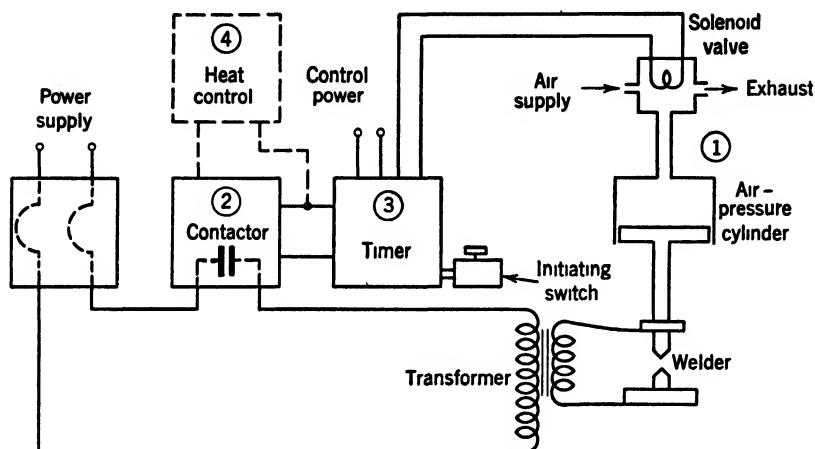 Solenoid
valve
④
Heat
control
Control
power
Air
supply
Exhaust
Power
supply
①
②
Contactor
③
Timer
Air -
pressure
cylinder
Initiating
switch
Transformer
Welder